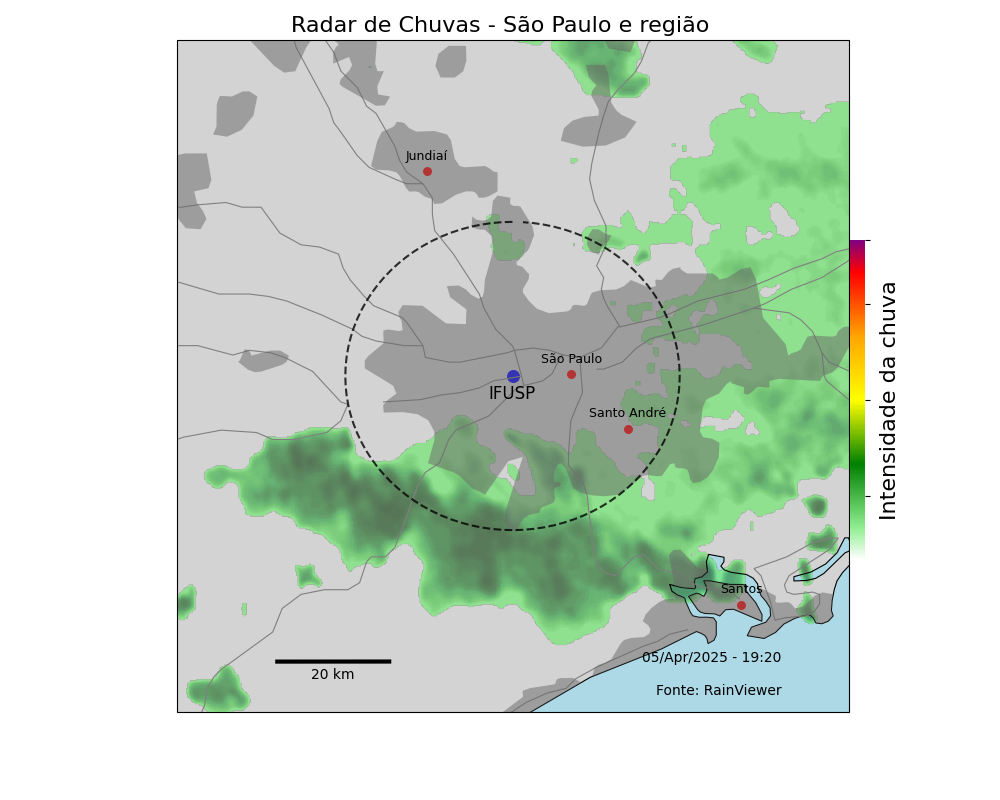 Radar de Chuvas - São Paulo e região
Jundiaí
São Paulo
IFUSP
Santo André
Santos
Intensidade da chuva
05/Apr/2025 - 19:20
20 km
Fonte: RainViewer